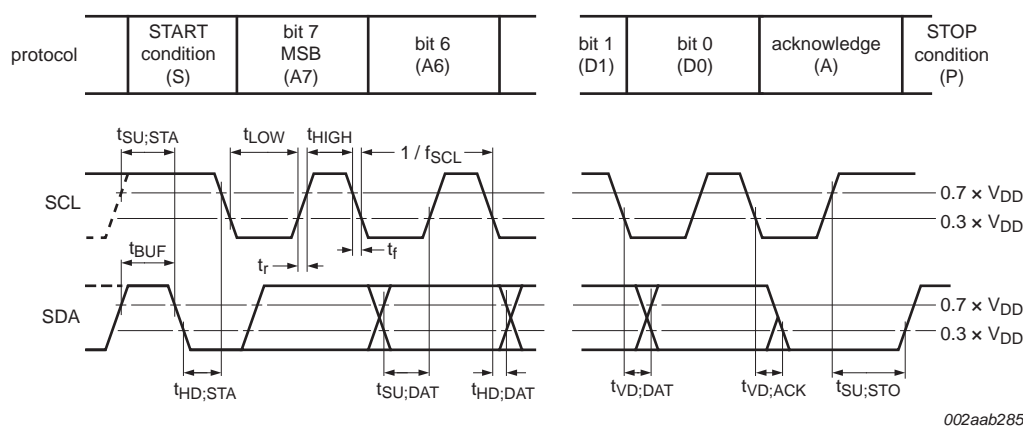 protocol
START condition (S)
bit 7 MSB (A7)
bit 6 (A6)
bit 1 (D1)
bit 0 (D0)
acknowledge (A)
STOP condition (P)
tSU;STA
tLOW
tHIGH
1 / fSCL
SCL
0.7 × VDD
0.3 × VDD
tBUF
tr
tf
SDA
0.7 × VDD
0.3 × VDD
tHD;STA
tSU;DAT
tHD;DAT
tVD;DAT
tVD;ACK
tSU;STO
002aab285